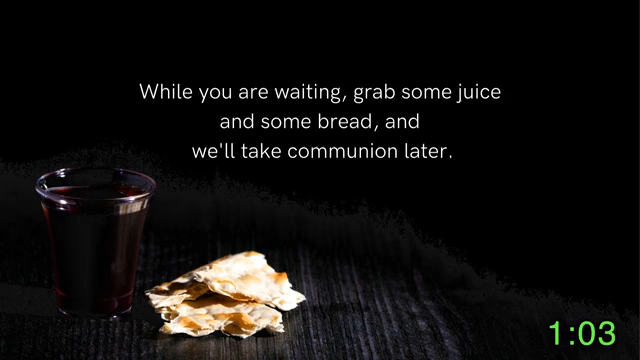 While you are waiting, grab some juice
and some bread, and
we'll take communion later.
1:03